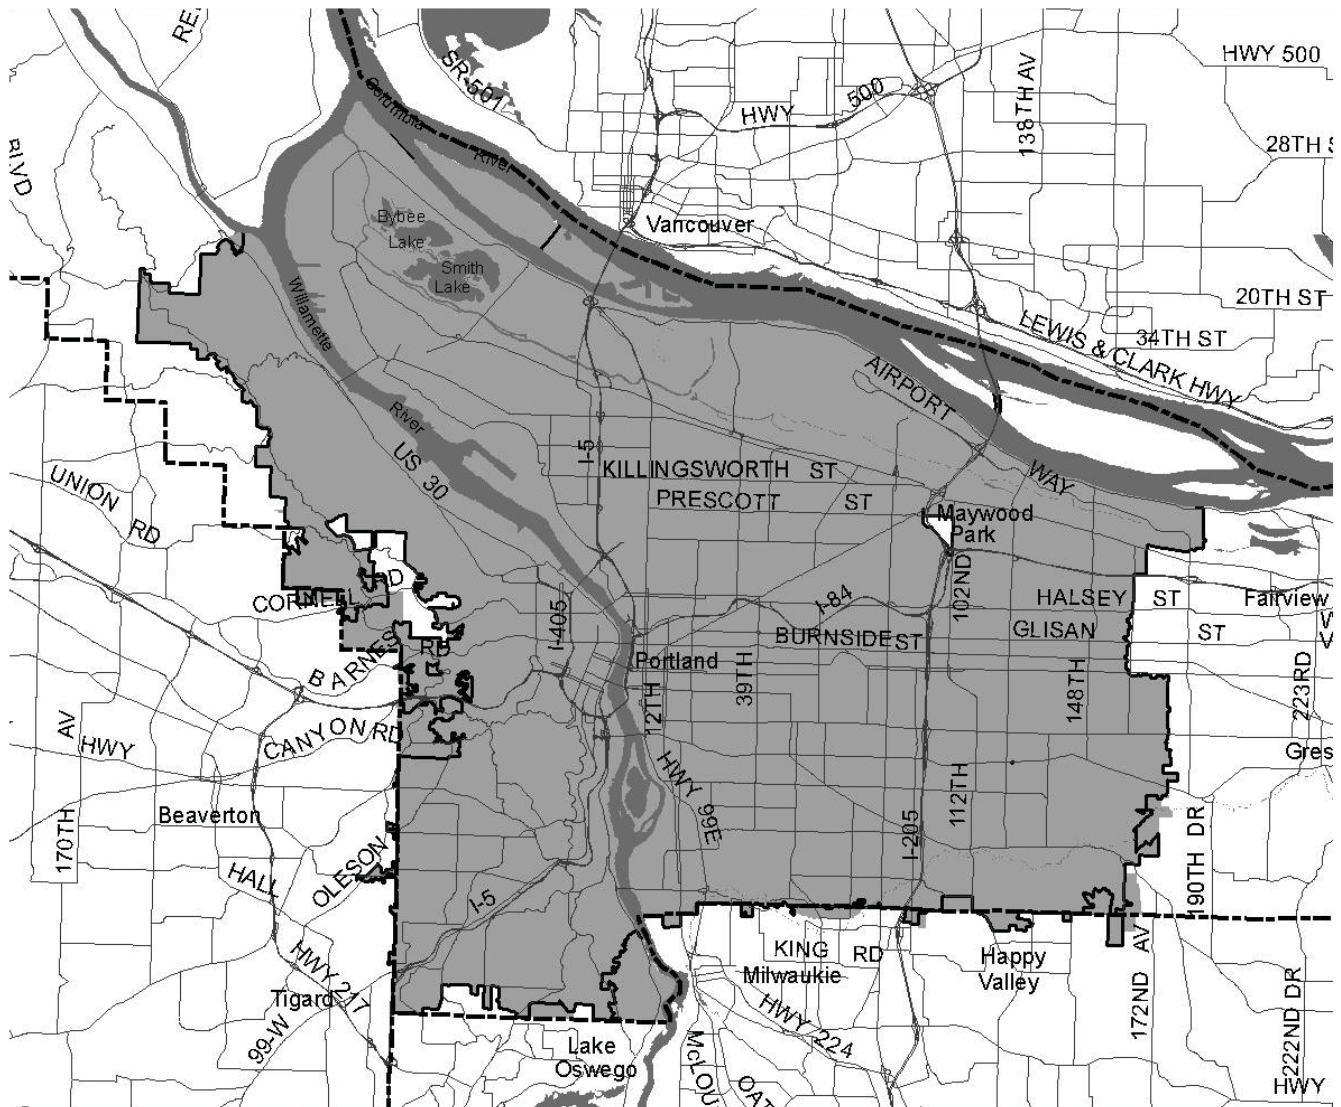 SR-501
HWY 500
HWY 500
138TH AV
BLVD
Columbia
River
Bybee
Lake
Smith
Lake
Vancouver
20TH ST
34TH ST
LEWIS & CLARK HWY
Willamette
River
AIRPORT WAY
US 30
I-5
KILLINGSWORTH ST
PRESCOTT ST
UNION RD
Maywood
Park
CORNELL RD
I-405
I-84
102ND
HALSEY ST
Fairview
GLISAN ST
BURNSIDE ST
BARNES RD
Portland
39TH
12TH
148TH
223RD
AV
HWY
CANYON RD
HWY 99E
112TH
I-205
Beaverton
170TH
HALL
OLESON
I-5
190TH DR
HWY 217
Tigard
99-W
KING RD
Milwaukie
Happy
Valley
172ND AV
222ND DR
HWY 224
Lake
Oswego
McLOU
HWY